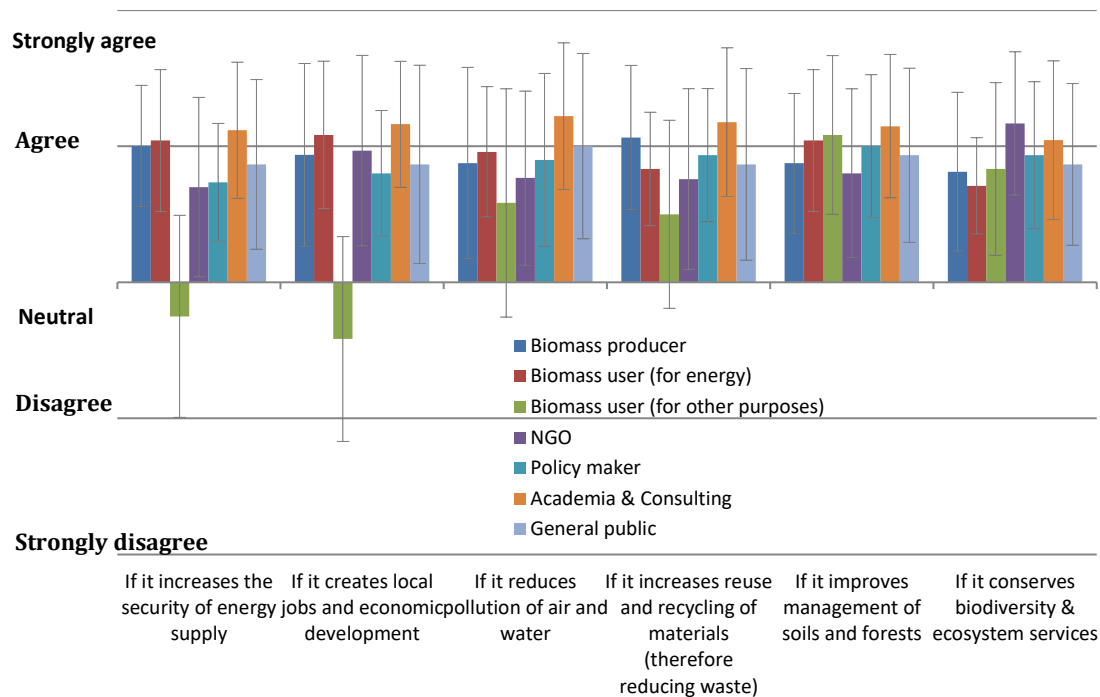 Strongly agree
Agree
Neutral
Disagree
Strongly disagree
Biomass producer
Biomass user (for energy)
Biomass user (for other purposes)
NGO
Policy maker
Academia & Consulting
General public
If it increases the
security of energy
supply
If it creates local
jobs and economic
development
If it reduces
pollution of air and
water
If it increases reuse
and recycling of
materials
(therefore
reducing waste)
If it improves
management of
soils and forests
If it conserves
biodiversity &
ecosystem services